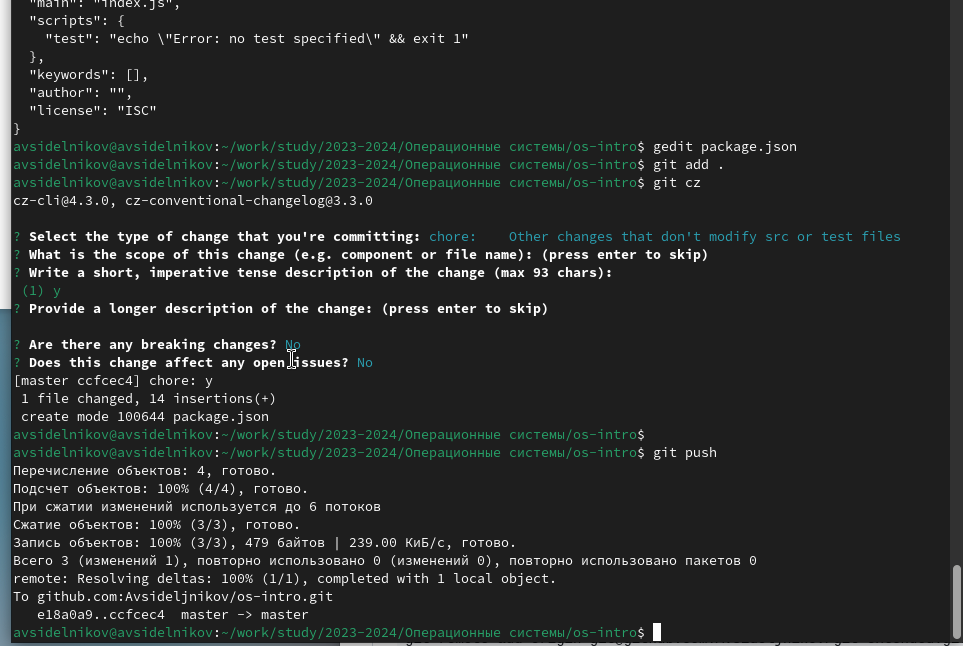 "main": "index.js",
"scripts": {
"test": "echo \"Error: no test specified\" && exit 1"
},
"keywords": [],
"author": "",
"license": "ISC"
}
avsidelnikov@avsidelnikov:~/work/study/2023-2024/Операционные системы/os-intro$ gedit package.json
avsidelnikov@avsidelnikov:~/work/study/2023-2024/Операционные системы/os-intro$ git add .
avsidelnikov@avsidelnikov:~/work/study/2023-2024/Операционные системы/os-intro$ git cz
cz-cli@4.3.0, cz-conventional-changelog@3.3.0
? Select the type of change that you're committing: chore:    Other changes that don't modify src or test files
? What is the scope of this change (e.g. component or file name): (press enter to skip)
? Write a short, imperative tense description of the change (max 93 chars):
(1) y
? Provide a longer description of the change: (press enter to skip)
? Are there any breaking changes? No
? Does this change affect any open issues? No
[master ccfcec4] chore: y
1 file changed, 14 insertions(+)
create mode 100644 package.json
avsidelnikov@avsidelnikov:~/work/study/2023-2024/Операционные системы/os-intro$
avsidelnikov@avsidelnikov:~/work/study/2023-2024/Операционные системы/os-intro$ git push
Перечисление объектов: 4, готово.
Подсчет объектов: 100% (4/4), готово.
При сжатии изменений используется до 6 потоков
Сжатие объектов: 100% (3/3), готово.
Запись объектов: 100% (3/3), 479 байтов | 239.00 КиБ/с, готово.
Всего 3 (изменений 1), повторно использовано 0 (изменений 0), повторно использовано пакетов 0
remote: Resolving deltas: 100% (1/1), completed with 1 local object.
To github.com:Avsideljnikov/os-intro.git
e18a0a9..ccfcec4  master -> master
avsidelnikov@avsidelnikov:~/work/study/2023-2024/Операционные системы/os-intro$